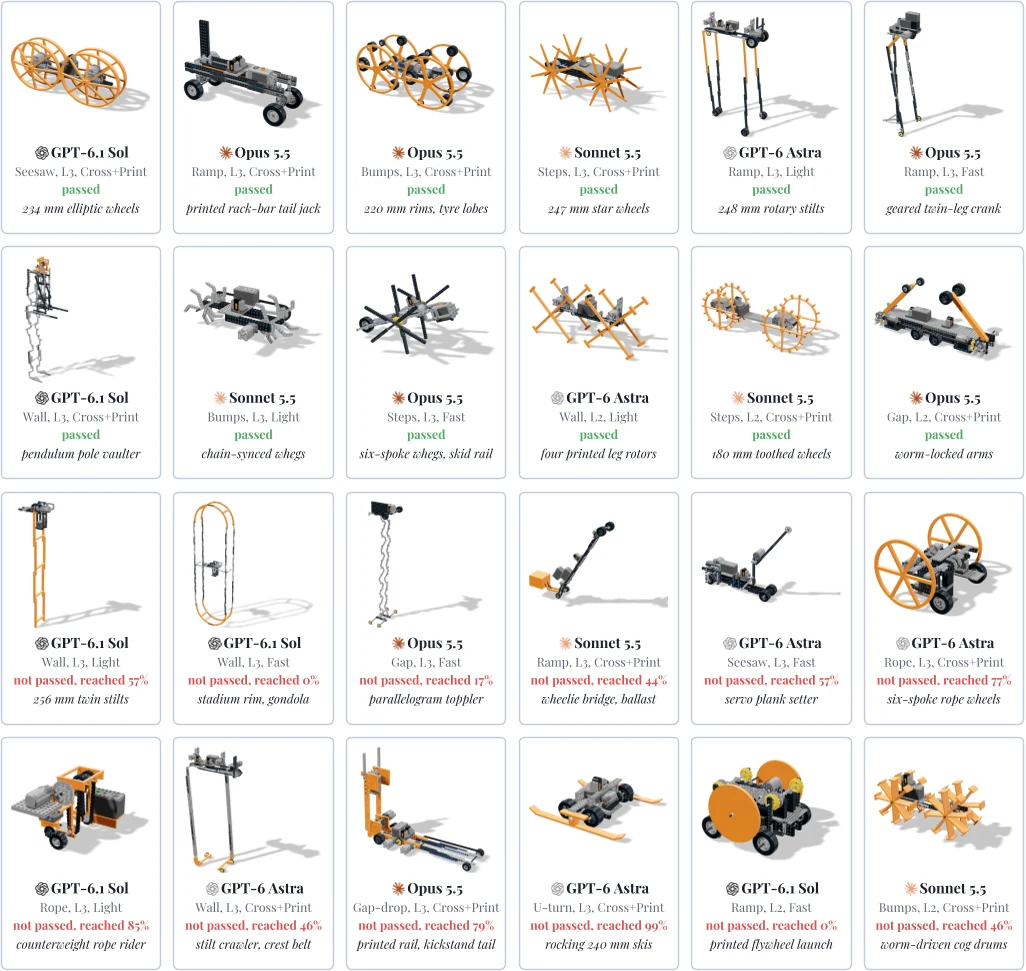 GPT-6.1 Sol
Seesaw, L3, Cross+Print
passed
234 mm elliptic wheels
Opus 5.5
Ramp, L3, Cross+Print
passed
printed rack-bar tail jack
Opus 5.5
Bumps, L3, Cross+Print
passed
220 mm rims, tyre lobes
Sonnet 5.5
Steps, L3, Cross+Print
passed
247 mm star wheels
GPT-6 Astra
Ramp, L3, Light
passed
248 mm rotary stilts
Opus 5.5
Ramp, L3, Fast
passed
geared twin-leg crank
GPT-6.1 Sol
Wall, L3, Cross+Print
passed
pendulum pole vaulter
Sonnet 5.5
Bumps, L3, Light
passed
chain-synced whegs
Opus 5.5
Steps, L3, Fast
passed
six-spoke whegs, skid rail
GPT-6 Astra
Wall, L2, Light
passed
four printed leg rotors
Sonnet 5.5
Steps, L2, Cross+Print
passed
180 mm toothed wheels
Opus 5.5
Gap, L2, Cross+Print
passed
worm-locked arms
GPT-6.1 Sol
Wall, L3, Light
not passed, reached 57%
256 mm twin stilts
GPT-6.1 Sol
Wall, L3, Fast
not passed, reached 0%
stadium rim, gondola
Opus 5.5
Gap, L3, Fast
not passed, reached 17%
parallelogram toppler
Sonnet 5.5
Ramp, L3, Cross+Print
not passed, reached 44%
wheelie bridge, ballast
GPT-6 Astra
Seesaw, L3, Fast
not passed, reached 57%
servo plank setter
GPT-6 Astra
Rope, L3, Cross+Print
not passed, reached 77%
six-spoke rope wheels
GPT-6.1 Sol
Rope, L3, Light
not passed, reached 85%
counterweight rope rider
GPT-6 Astra
Wall, L3, Cross+Print
not passed, reached 46%
stilt crawler, crest belt
Opus 5.5
Gap-drop, L3, Cross+Print
not passed, reached 79%
printed rail, kickstand tail
GPT-6 Astra
U-turn, L3, Cross+Print
not passed, reached 99%
rocking 240 mm skis
GPT-6.1 Sol
Ramp, L2, Fast
not passed, reached 0%
printed flywheel launch
Sonnet 5.5
Bumps, L2, Cross+Print
not passed, reached 46%
worm-driven cog drums